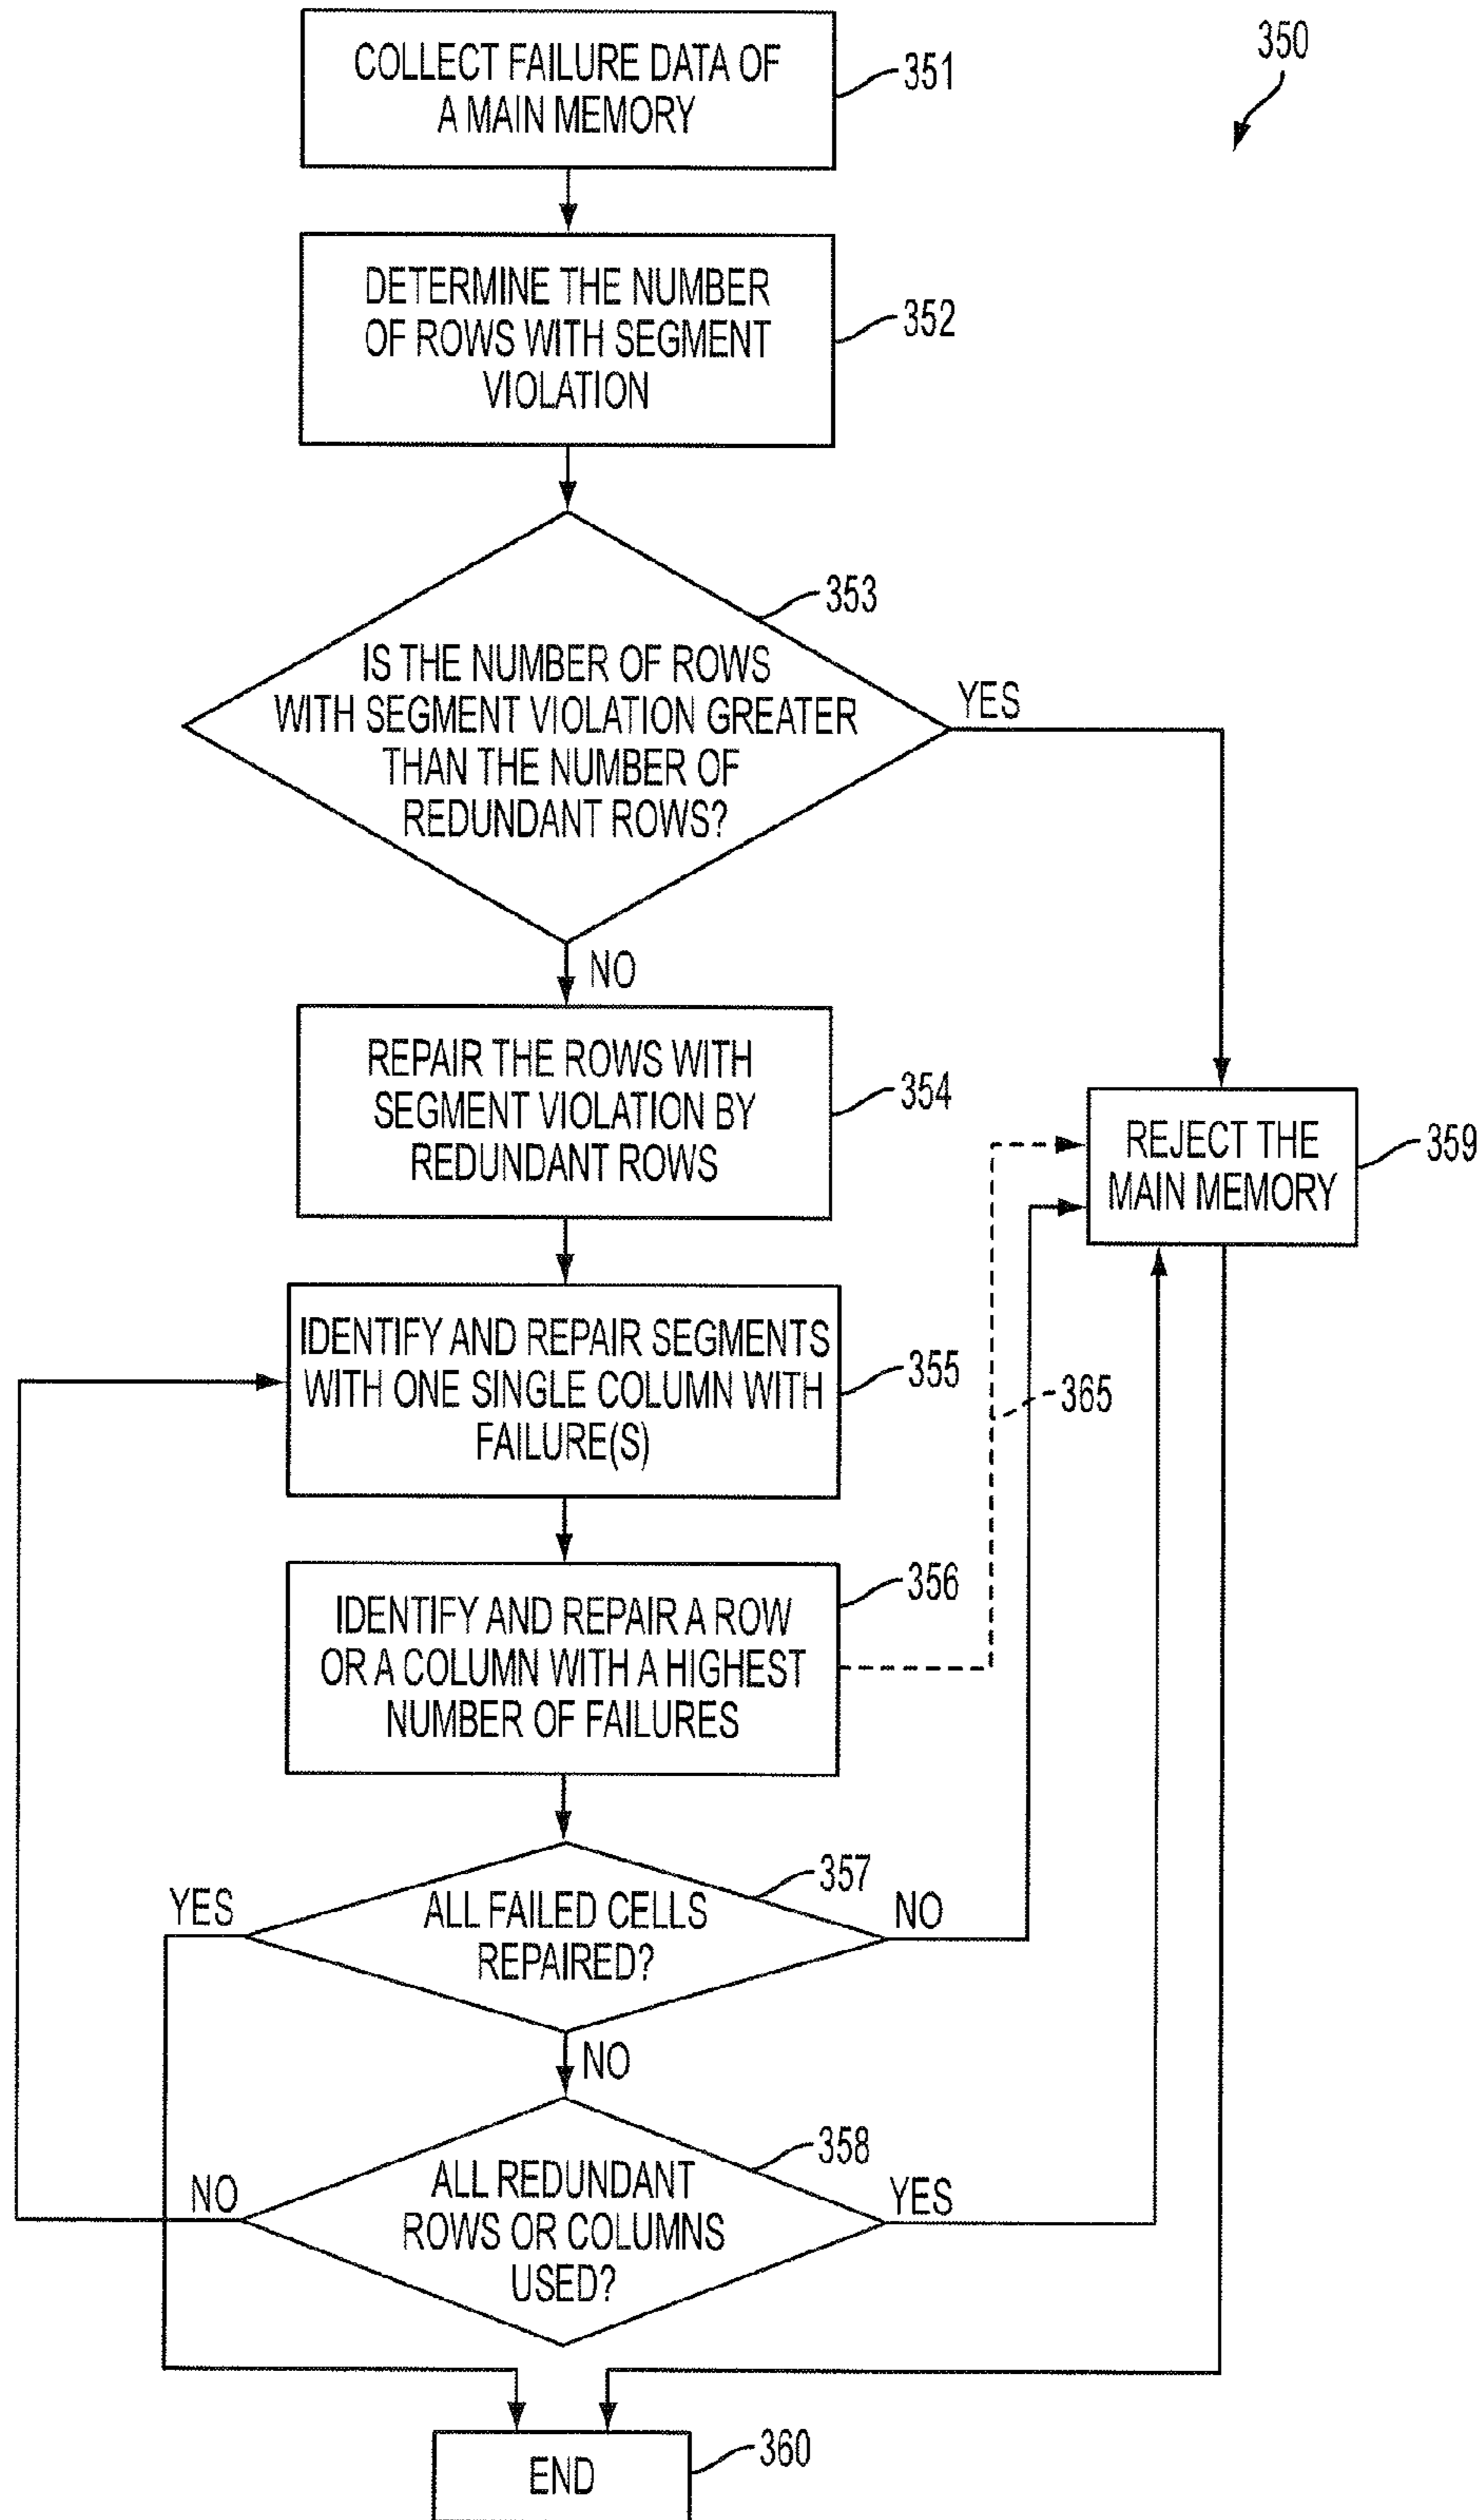 350
COLLECT FAILURE DATA OF
A MAIN MEMORY
351
DETERMINE THE NUMBER
OF ROWS WITH SEGMENT
VIOLATION
352
353
IS THE NUMBER OF ROWS
WITH SEGMENT VIOLATION GREATER
THAN THE NUMBER OF
REDUNDANT ROWS?
YES
NO
REPAIR THE ROWS WITH
SEGMENT VIOLATION BY
REDUNDANT ROWS
354
REJECT THE
MAIN MEMORY
359
IDENTIFY AND REPAIR SEGMENTS
WITH ONE SINGLE COLUMN WITH
FAILURE(S)
355
365
IDENTIFY AND REPAIR A ROW
OR A COLUMN WITH A HIGHEST
NUMBER OF FAILURES
356
357
YES
ALL FAILED CELLS
REPAIRED?
NO
NO
358
NO
ALL REDUNDANT
ROWS OR COLUMNS
USED?
YES
END
360